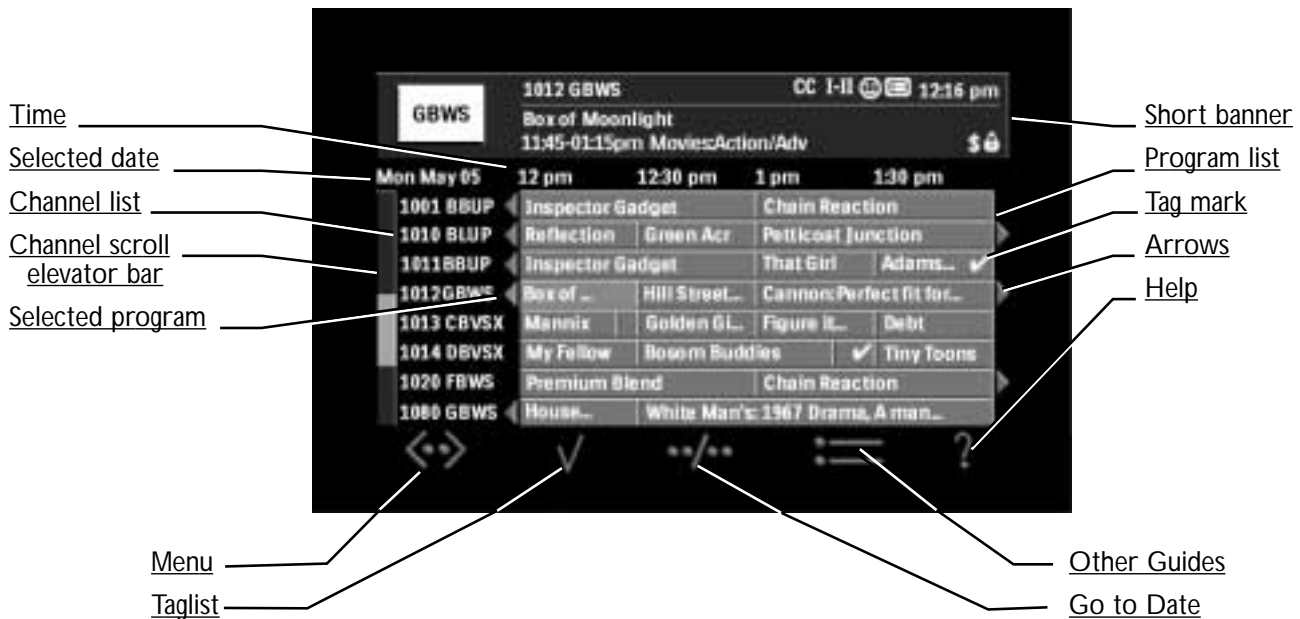 Time
Selected date
Channel list
Channel scroll
elevator bar
Selected program
GBWS
1012 GBWS CC I-II 12:16 pm
Box of Moonlight
11:45-01:15pm Movies:Action/Adv $
Mon May 05 12 pm 12:30 pm 1 pm 1:30 pm
1001 BBUP Inspector Gadget Chain Reaction
1010 BLUP Reflection Green Acr Petticoat Junction
1011BBUP Inspector Gadget That Girl Adams... ✓
1012GBWS Box of ... Hill Street... Cannon:Perfect fit for...
1013 CBVSX Mannix Golden Gi... Figure it... Debt
1014 DBVSX My Fellow Bosom Buddies ✓ Tiny Toons
1020 FBWS Premium Blend Chain Reaction
1080 GBWS House... White Man's: 1967 Drama, A man...
?
Short banner
Program list
Tag mark
Arrows
Help
Menu
Taglist
Other Guides
Go to Date